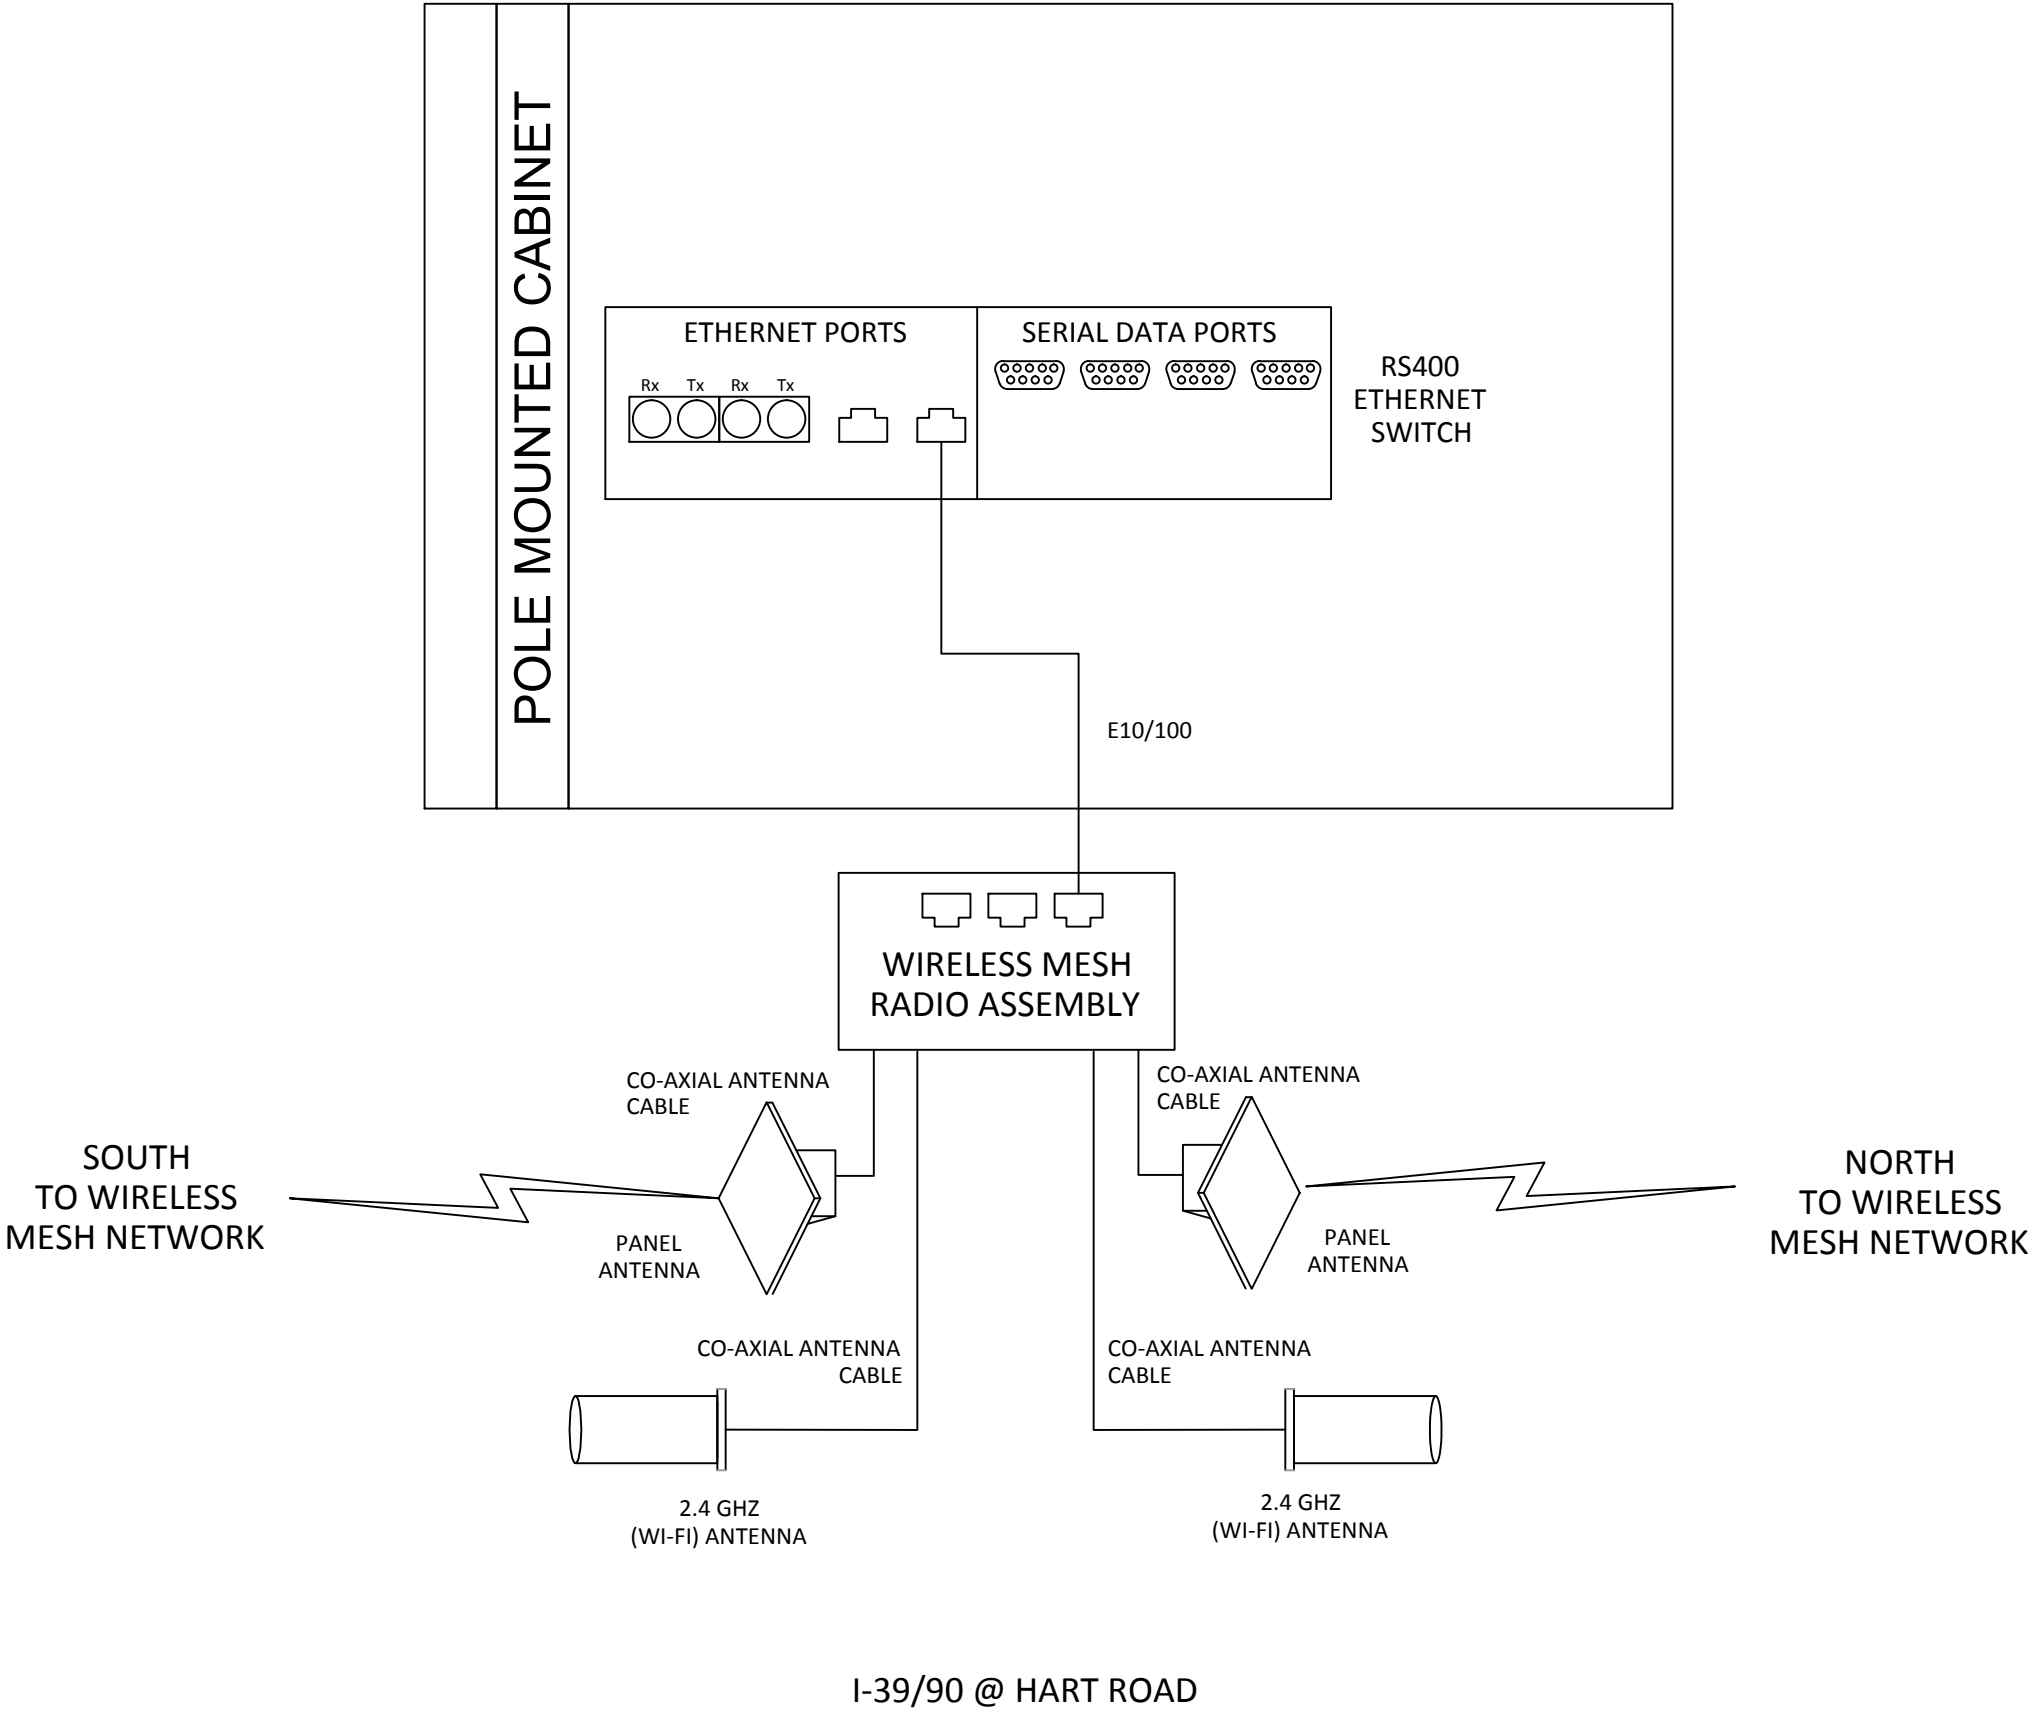 POLE MOUNTED CABINET
ETHERNET PORTS
SERIAL DATA PORTS
Rx Tx Rx Tx
RS400
ETHERNET
SWITCH
E10/100
WIRELESS MESH
RADIO ASSEMBLY
CO-AXIAL ANTENNA
CABLE
CO-AXIAL ANTENNA
CABLE
SOUTH
TO WIRELESS
MESH NETWORK
NORTH
TO WIRELESS
MESH NETWORK
PANEL
ANTENNA
PANEL
ANTENNA
CO-AXIAL ANTENNA
CABLE
CO-AXIAL ANTENNA
CABLE
2.4 GHZ
(WI-FI) ANTENNA
2.4 GHZ
(WI-FI) ANTENNA
I-39/90 @ HART ROAD